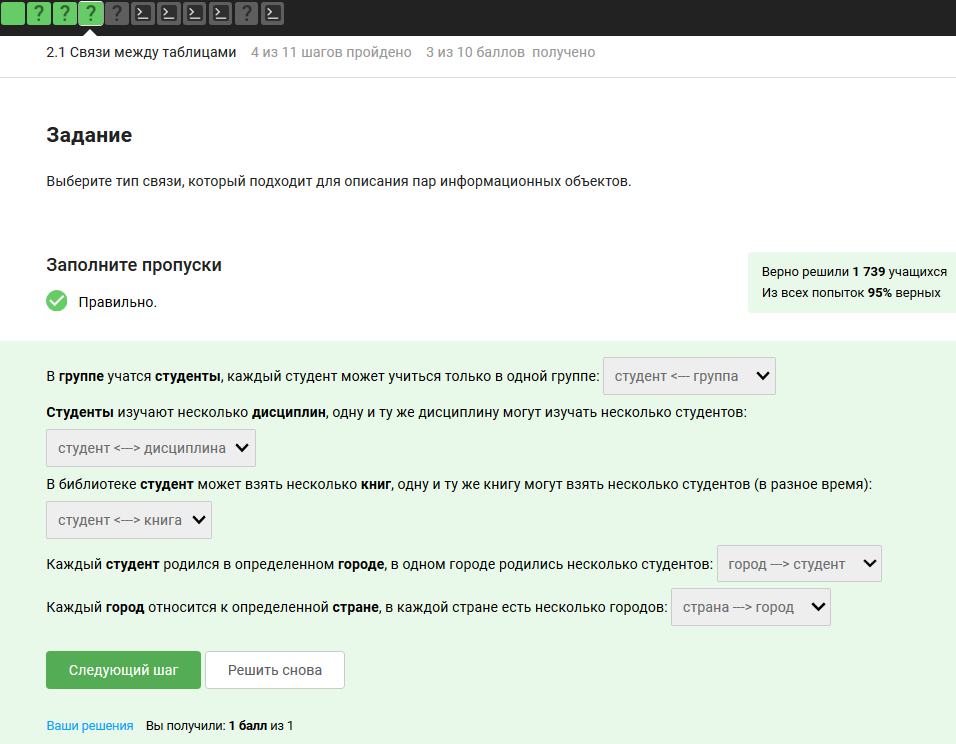 ? ? ? ? ?
2.1 Связи между таблицами 4 из 11 шагов пройдено 3 из 10 баллов получено
Задание
Выберите тип связи, который подходит для описания пар информационных объектов.
Заполните пропуски
Правильно.
Верно решили 1 739 учащихся
Из всех попыток 95% верных
В группе учатся студенты, каждый студент может учиться только в одной группе: студент <--- группа
Студенты изучают несколько дисциплин, одну и ту же дисциплину могут изучать несколько студентов:
студент <---> дисциплина
В библиотеке студент может взять несколько книг, одну и ту же книгу могут взять несколько студентов (в разное время):
студент <---> книга
Каждый студент родился в определенном городе, в одном городе родились несколько студентов: город ---> студент
Каждый город относится к определенной стране, в каждой стране есть несколько городов: страна ---> город
Следующий шаг Решить снова
Ваши решения Вы получили: 1 балл из 1